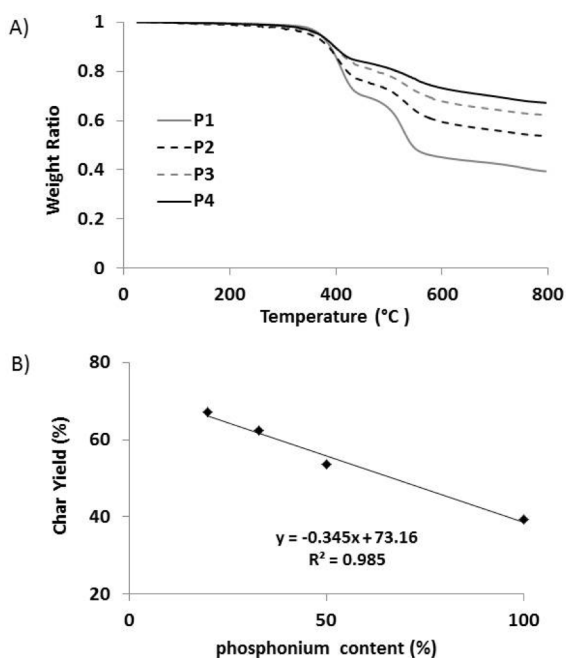 A)
1
0.8
0.6
0.4
0.2
0
Weight Ratio
P1
P2
P3
P4
0 200 400 600 800
Temperature (°C )
B)
80
60
40
20
Char Yield (%)
y = -0.345x + 73.16
R² = 0.985
0 50 100
phosphonium content (%)